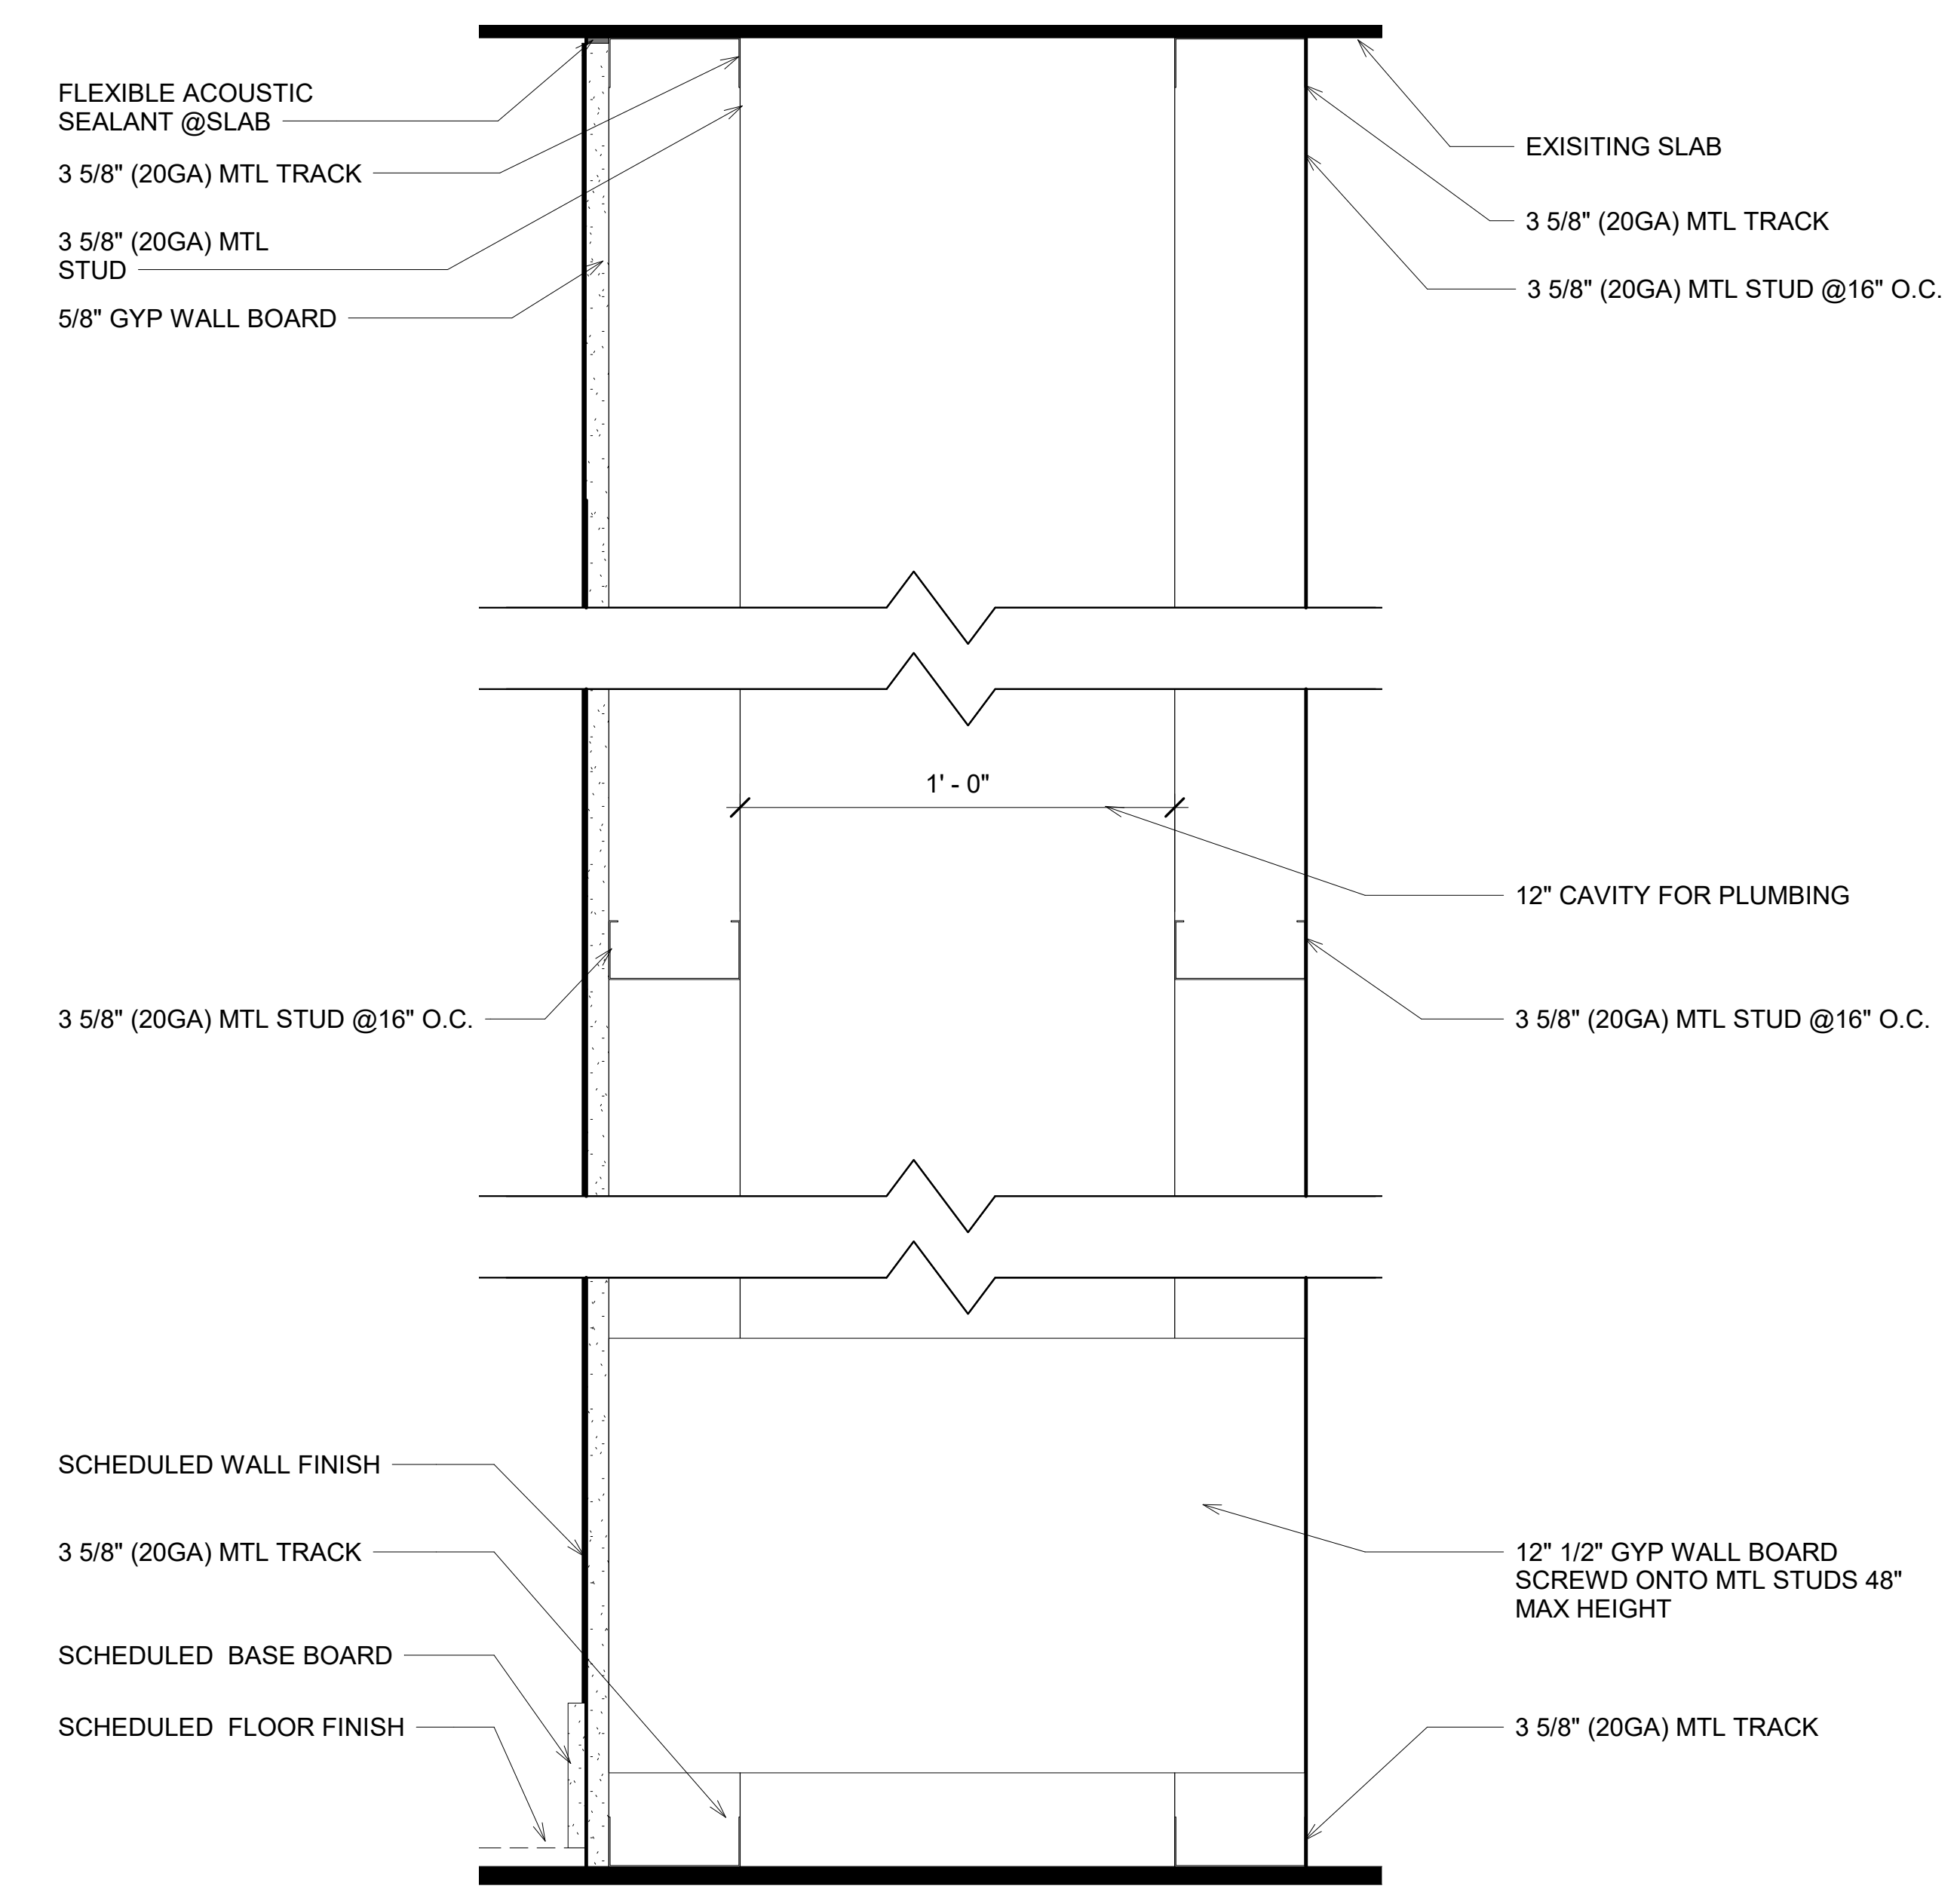 FLEXIBLE ACOUSTIC
SEALANT @SLAB
3 5/8" (20GA) MTL TRACK
3 5/8" (20GA) MTL
STUD
5/8" GYP WALL BOARD
EXISITING SLAB
3 5/8" (20GA) MTL TRACK
3 5/8" (20GA) MTL STUD @16" O.C.
1' - 0"
12" CAVITY FOR PLUMBING
3 5/8" (20GA) MTL STUD @16" O.C.
3 5/8" (20GA) MTL STUD @16" O.C.
SCHEDULED WALL FINISH
3 5/8" (20GA) MTL TRACK
SCHEDULED BASE BOARD
SCHEDULED FLOOR FINISH
12" 1/2" GYP WALL BOARD
SCREWD ONTO MTL STUDS 48"
MAX HEIGHT
3 5/8" (20GA) MTL TRACK